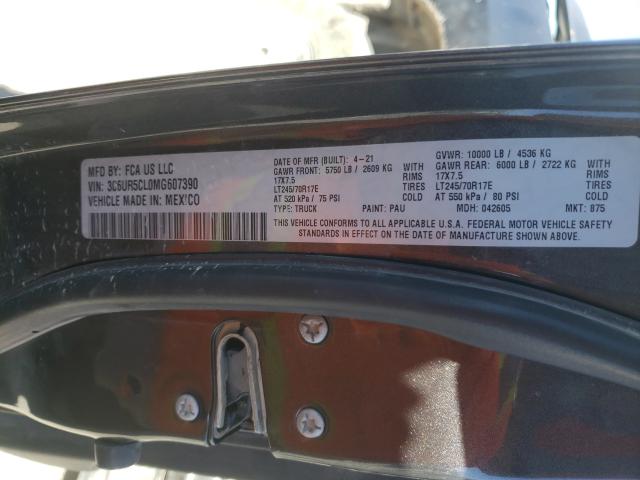 MFD BY: FCA US LLC
VIN: 3C6UR5CL0MG607390
VEHICLE MADE IN: MEXICO
DATE OF MFR (BUILT): 4-21
GAWR FRONT: 5750 LB / 2609 KG
17X7.5 RIMS
LT245/70R17E TIRES
AT 520 kPa / 75 PSI COLD
TYPE: TRUCK PAINT: PAU
GVWR: 10000 LB / 4536 KG
GAWR REAR: 6000 LB / 2722 KG
17X7.5 RIMS
LT245/70R17E TIRES
AT 550 kPa / 80 PSI COLD
MDH: 042605 MKT: 875
THIS VEHICLE CONFORMS TO ALL APPLICABLE U.S.A. FEDERAL MOTOR VEHICLE SAFETY
STANDARDS IN EFFECT ON THE DATE OF MANUFACTURE SHOWN ABOVE.